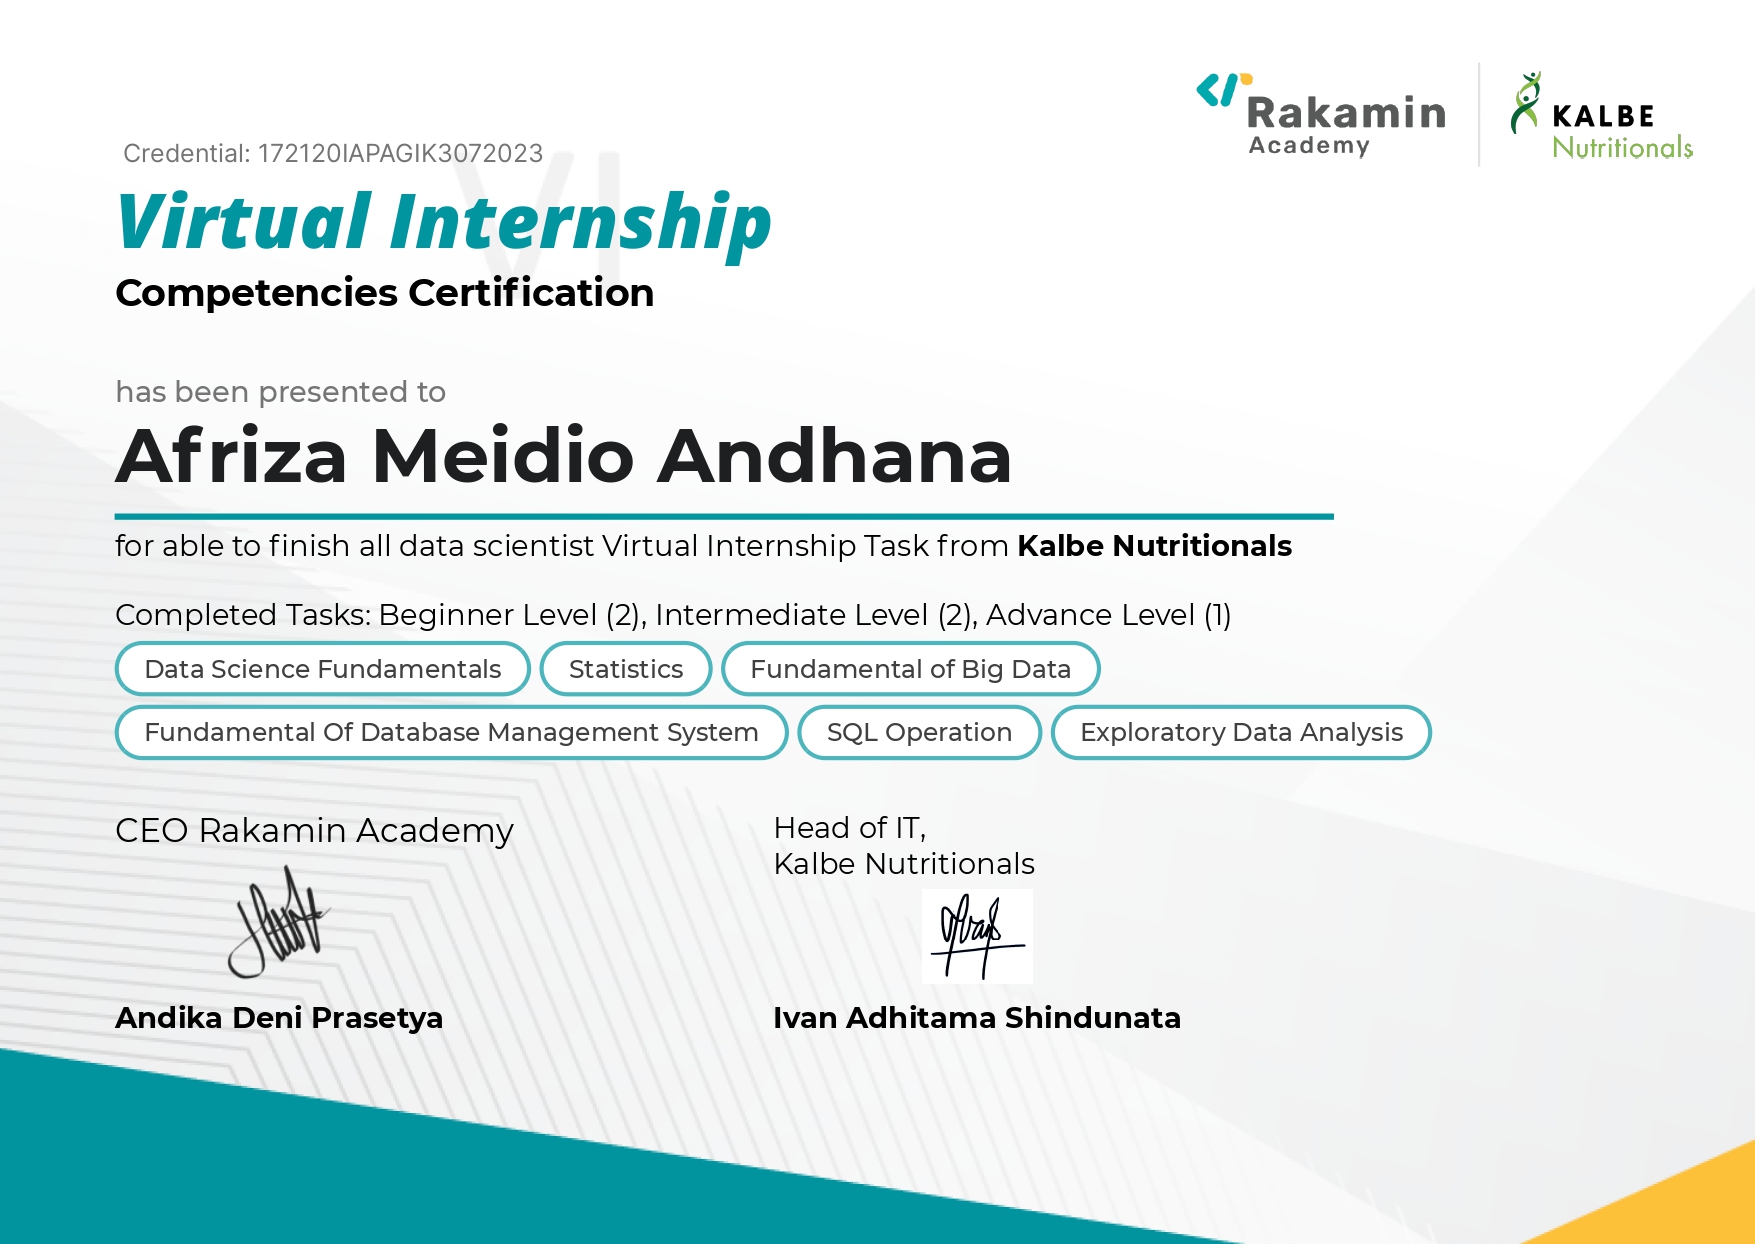 Rakamin
Academy
KALBE
Nutritionals
Credential: 172120IAPAGIK3072023
VI
Virtual Internship
Competencies Certification
has been presented to
Afriza Meidio Andhana
for able to finish all data scientist Virtual Internship Task from Kalbe Nutritionals
Completed Tasks: Beginner Level (2), Intermediate Level (2), Advance Level (1)
Data Science Fundamentals Statistics Fundamental of Big Data
Fundamental Of Database Management System SQL Operation Exploratory Data Analysis
CEO Rakamin Academy
Andika Deni Prasetya
Head of IT,
Kalbe Nutritionals
Ivan Adhitama Shindunata